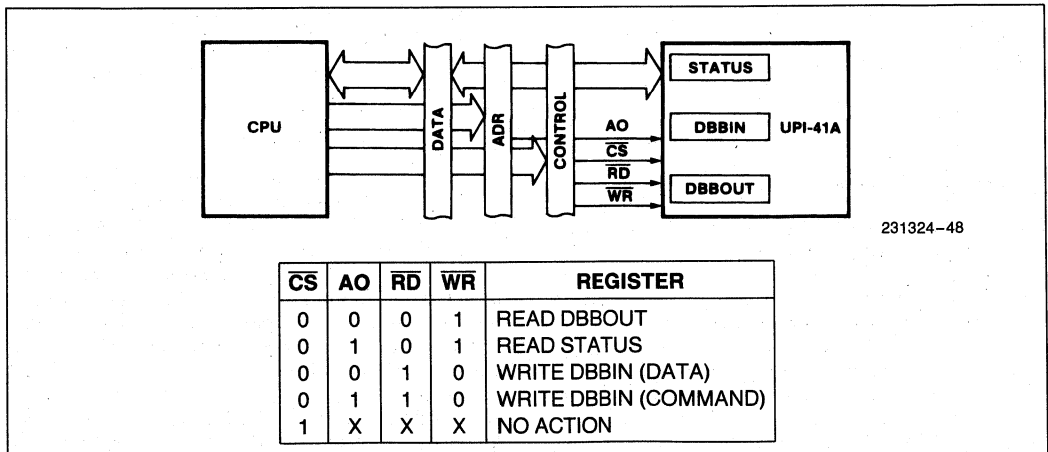 CPU
DATA
ADR
CONTROL
STATUS
DBBIN
DBBOUT
UPI-41A
AO
CS
RD
WR
231324-48
CS AO RD WR REGISTER
0 0 0 1 READ DBBOUT
0 1 0 1 READ STATUS
0 0 1 0 WRITE DBBIN (DATA)
0 1 1 0 WRITE DBBIN (COMMAND)
1 X X X NO ACTION